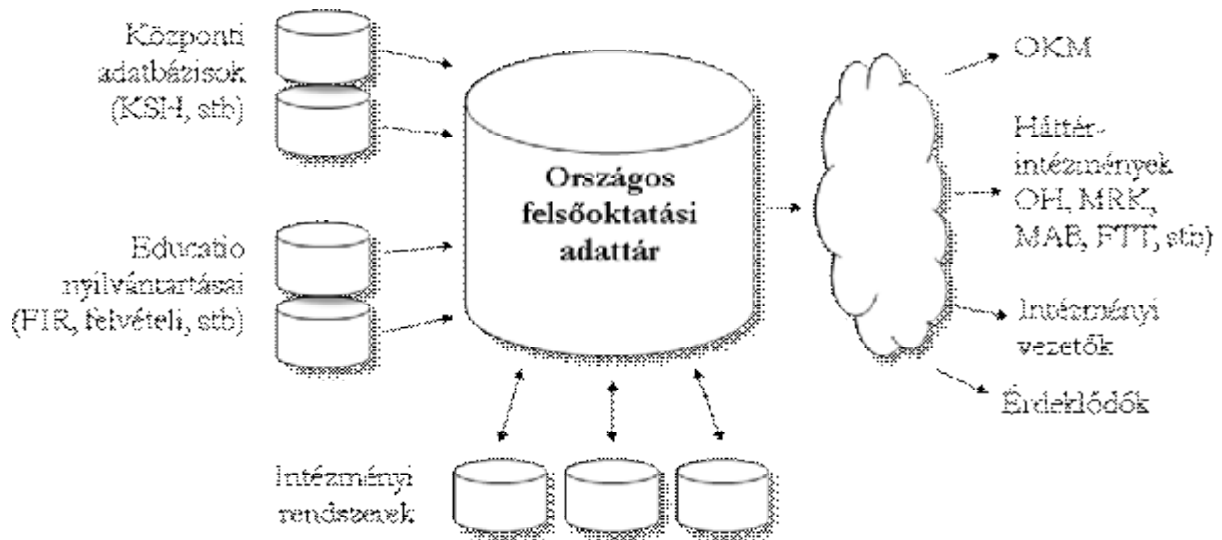 Központi
adatbázisok
(KSH, stb)
Educatio
nyilvántartásai
(FIR, felvételi, stb)
Országos
felsőoktatási
adattár
Intézményi
rendszerek
OKM
Háttér-
intézmények
OH, MRK,
MAB, FTT, stb)
Intézményi
vezetők
Érdeklődők